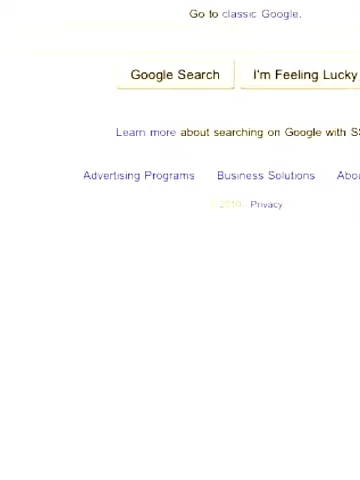 Go to classic Google.
Google Search I'm Feeling Lucky
Learn more about searching on Google with
Advertising Programs Business Solutions
© 2010 - Privacy